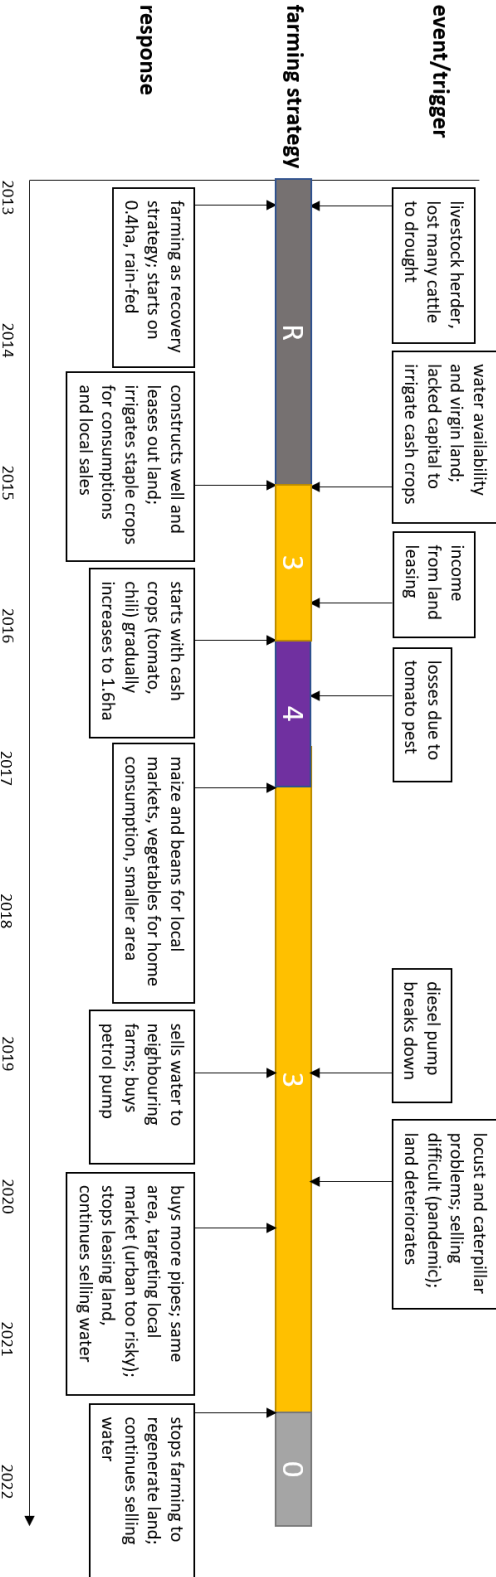 event/trigger
livestock herder,
lost many cattle
to drought
water availability
and virgin land;
lacked capital to
irrigate cash crops
income
from land
leasing
losses due to
tomato pest
diesel pump
breaks down
locust and caterpillar
problems; selling
difficult (pandemic);
land deteriorates
farming strategy
R
3
4
3
0
response
farming as recovery
strategy; starts on
0.4ha, rain-fed
constructs well and
leases out land;
irrigates staple crops
for consumptions
and local sales
starts with cash
crops (tomato,
chili) gradually
increases to 1.6ha
maize and beans for local
markets, vegetables for home
consumption, smaller area
sells water to
neighbouring
farms; buys
petrol pump
buys more pipes; same
area, targeting local
market (urban too risky);
stops leasing land,
continues selling water
stops farming to
regenerate land;
continues selling
water
2013
2014
2015
2016
2017
2018
2019
2020
2021
2022